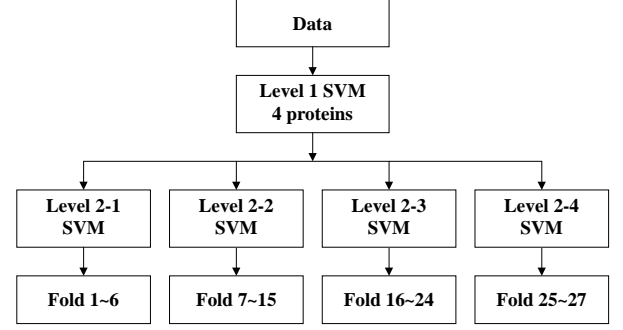 Data
Level 1 SVM
4 proteins
Level 2-1
SVM
Level 2-2
SVM
Level 2-3
SVM
Level 2-4
SVM
Fold 1~6
Fold 7~15
Fold 16~24
Fold 25~27